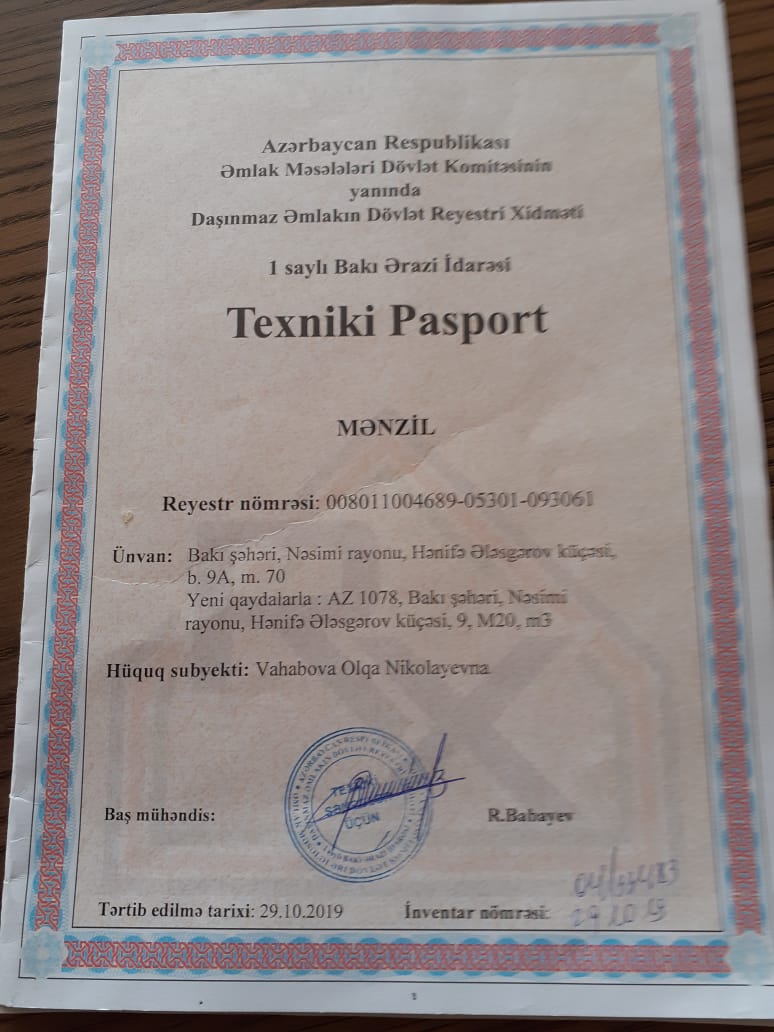 Azərbaycan Respublikası
Əmlak Məsələləri Dövlət Komitəsinin
yanında
Daşınmaz Əmlakın Dövlət Reyestri Xidməti
1 saylı Bakı Ərazi İdarəsi
Texniki Pasport
MƏNZİL
Reyestr nömrəsi: 008011004689-05301-093061
Ünvan: Bakı şəhəri, Nəsimi rayonu, Hənifə Ələsgərov küçəsi,
b. 9A, m. 70
Yeni qaydalarla : AZ 1078, Bakı şəhəri, Nəsimi
rayonu, Hənifə Ələsgərov küçəsi, 9, M20, m3
Hüquq subyekti: Vahabova Olqa Nikolayevna
ÜÇÜN
Baş mühəndis: R.Babayev
Tərtib edilmə tarixi: 29.10.2019 İnventar nömrəsi:
29.10.19
1